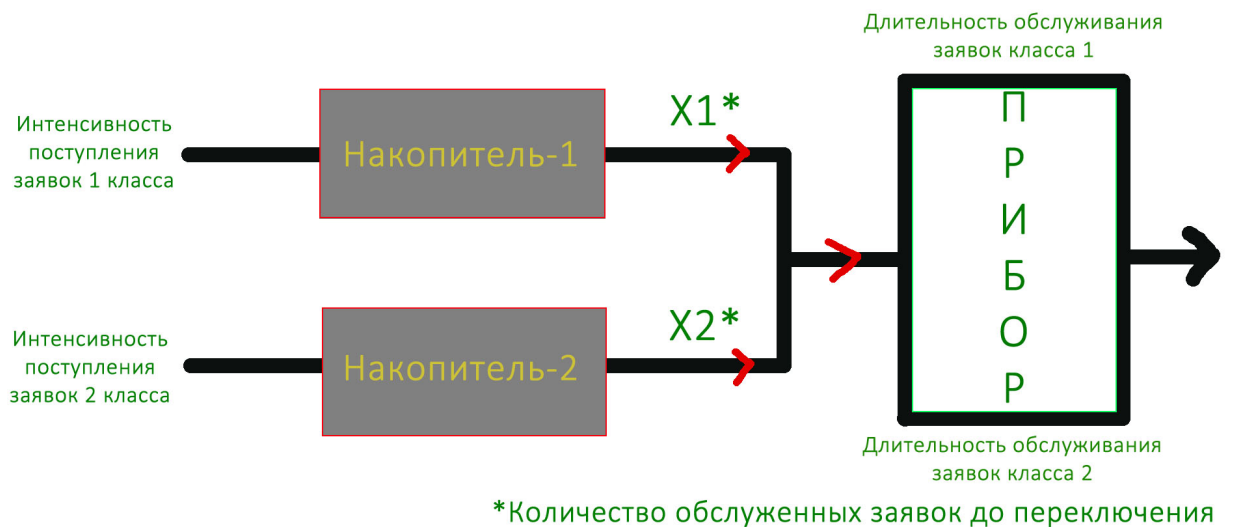 Длительность обслуживания
заявок класса 1
Интенсивность
поступления
заявок 1 класса
Накопитель-1
X1*
П
Р
И
Б
О
Р
Интенсивность
поступления
заявок 2 класса
Накопитель-2
X2*
Длительность обслуживания
заявок класса 2
*Количество обслуженных заявок до переключения